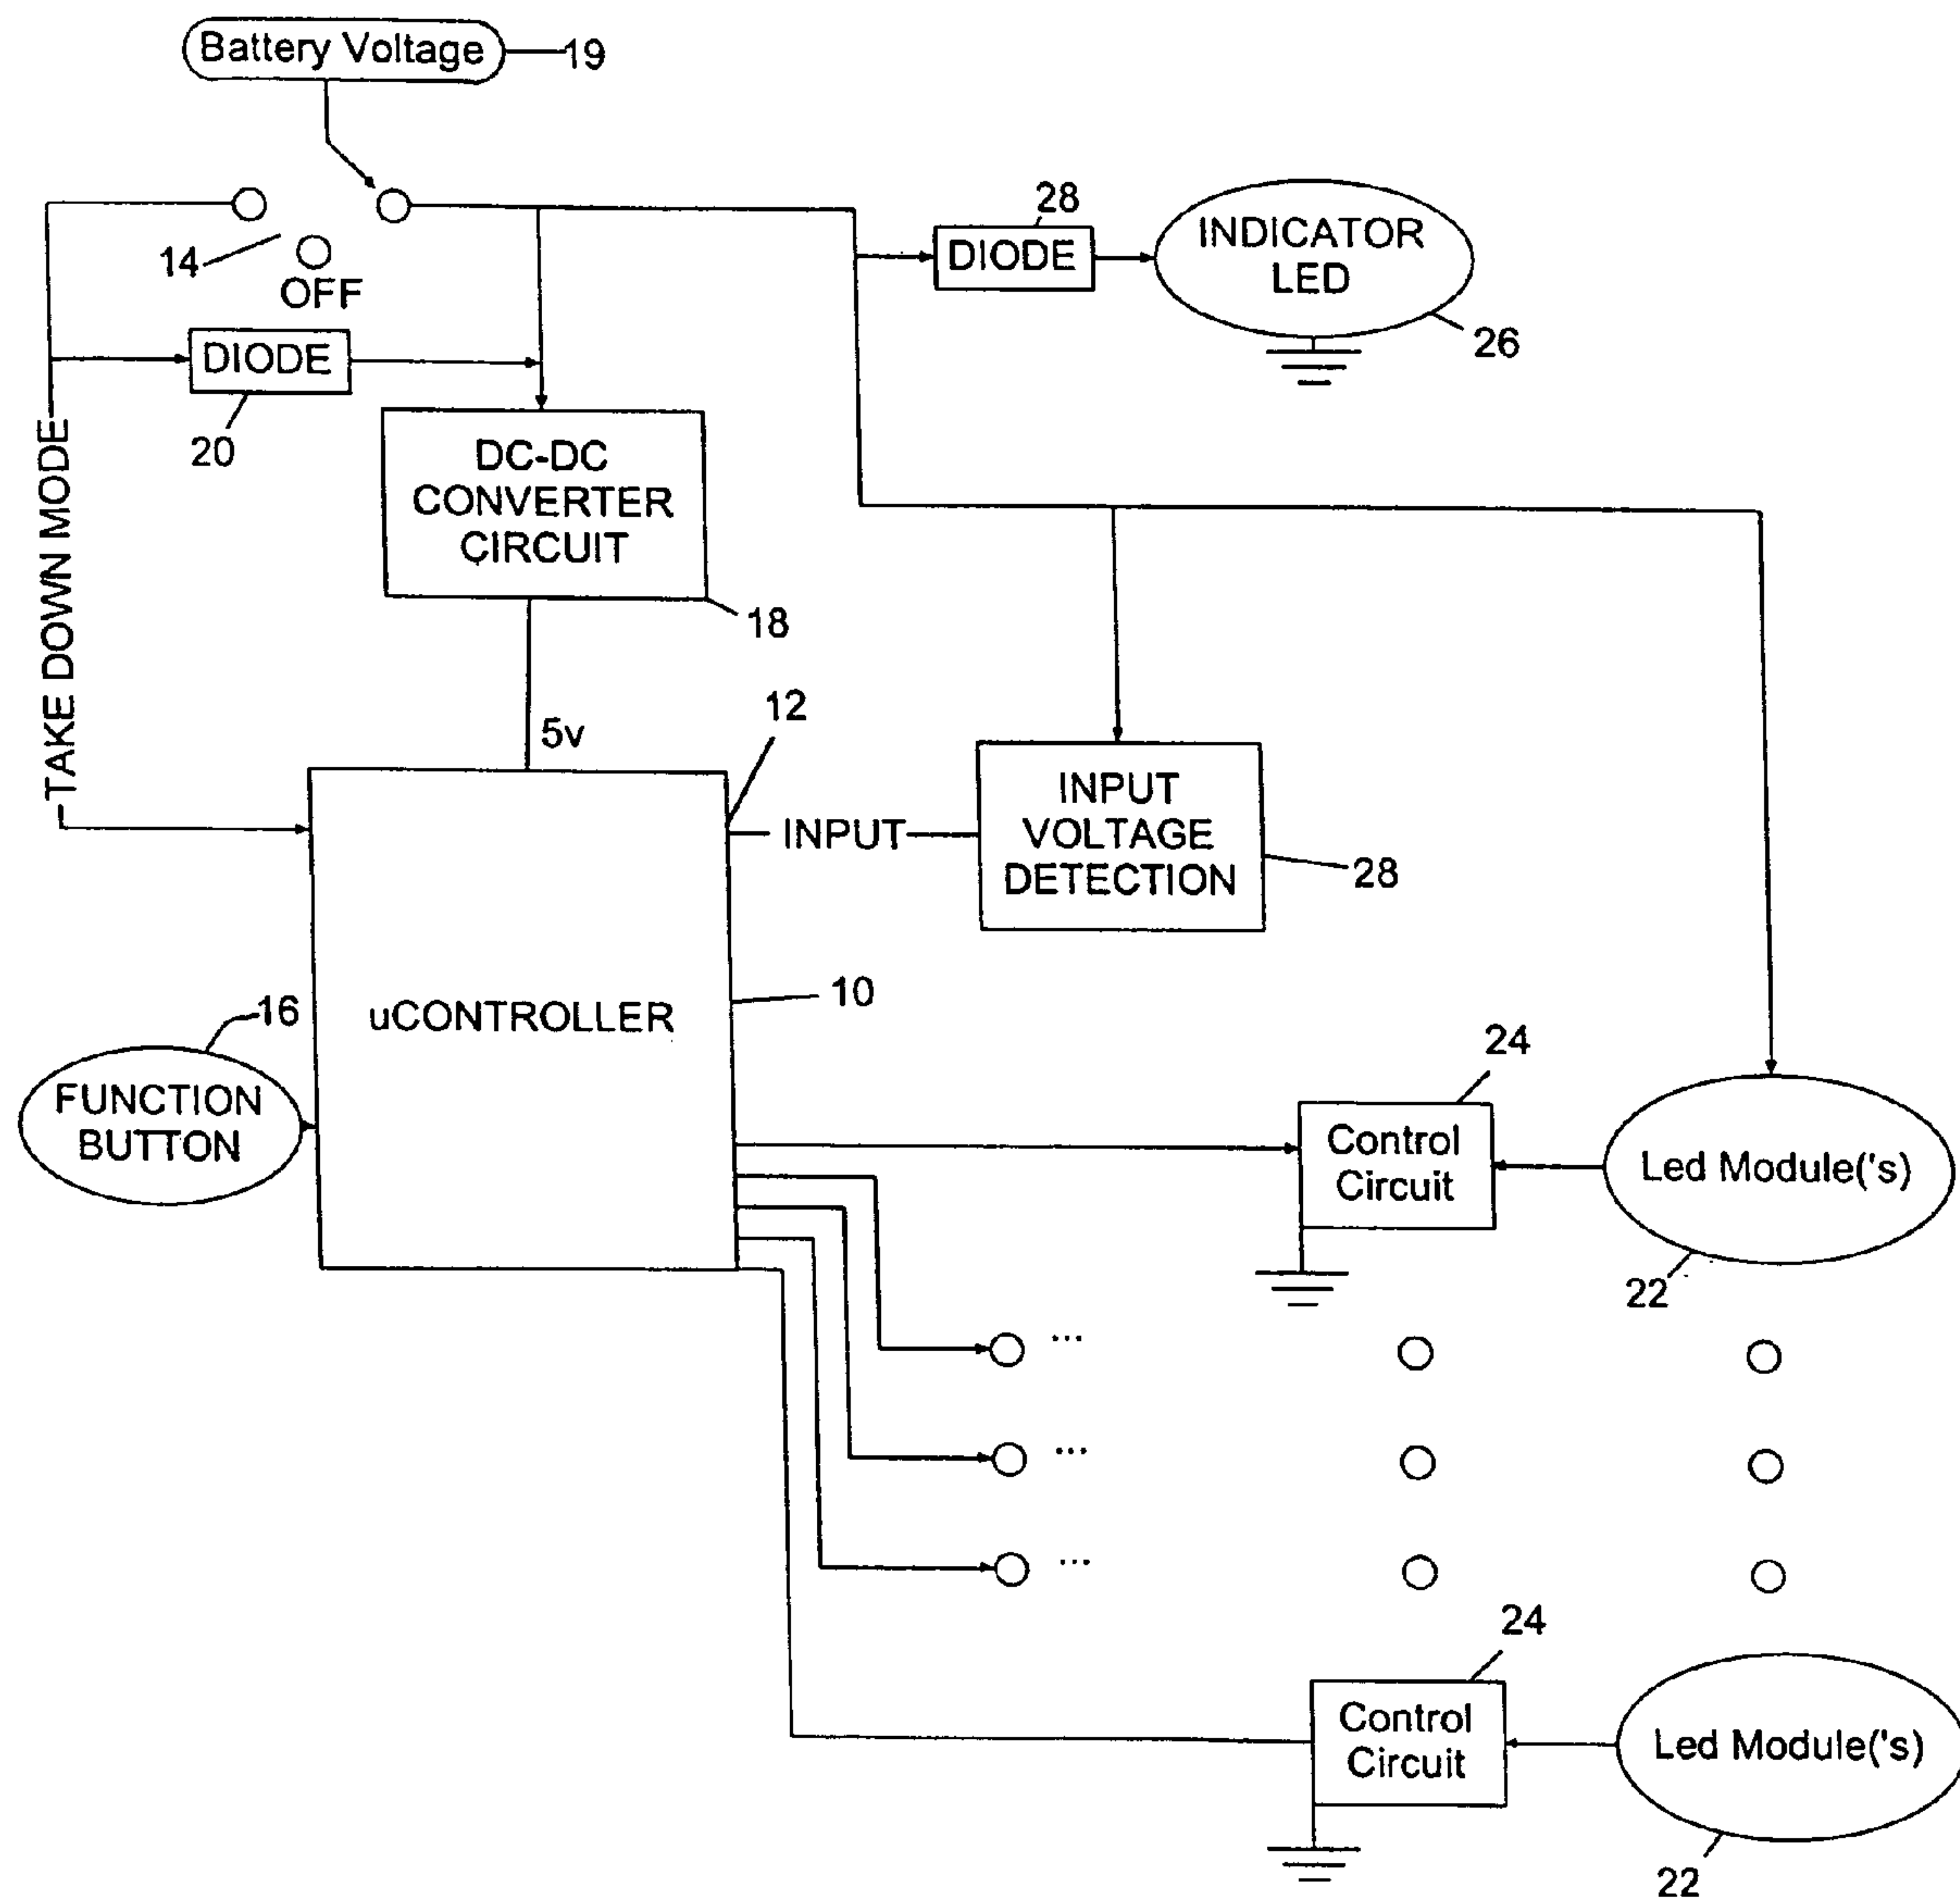 Battery Voltage
19
14
OFF
28
DIODE
INDICATOR
LED
26
DIODE
20
TAKE DOWN MODE
DC-DC
CONVERTER
CIRCUIT
18
5v
12
INPUT
INPUT
VOLTAGE
DETECTION
28
uCONTROLLER
10
16
FUNCTION
BUTTON
24
Control
Circuit
Led Module('s)
22
...
...
...
24
Control
Circuit
Led Module('s)
22